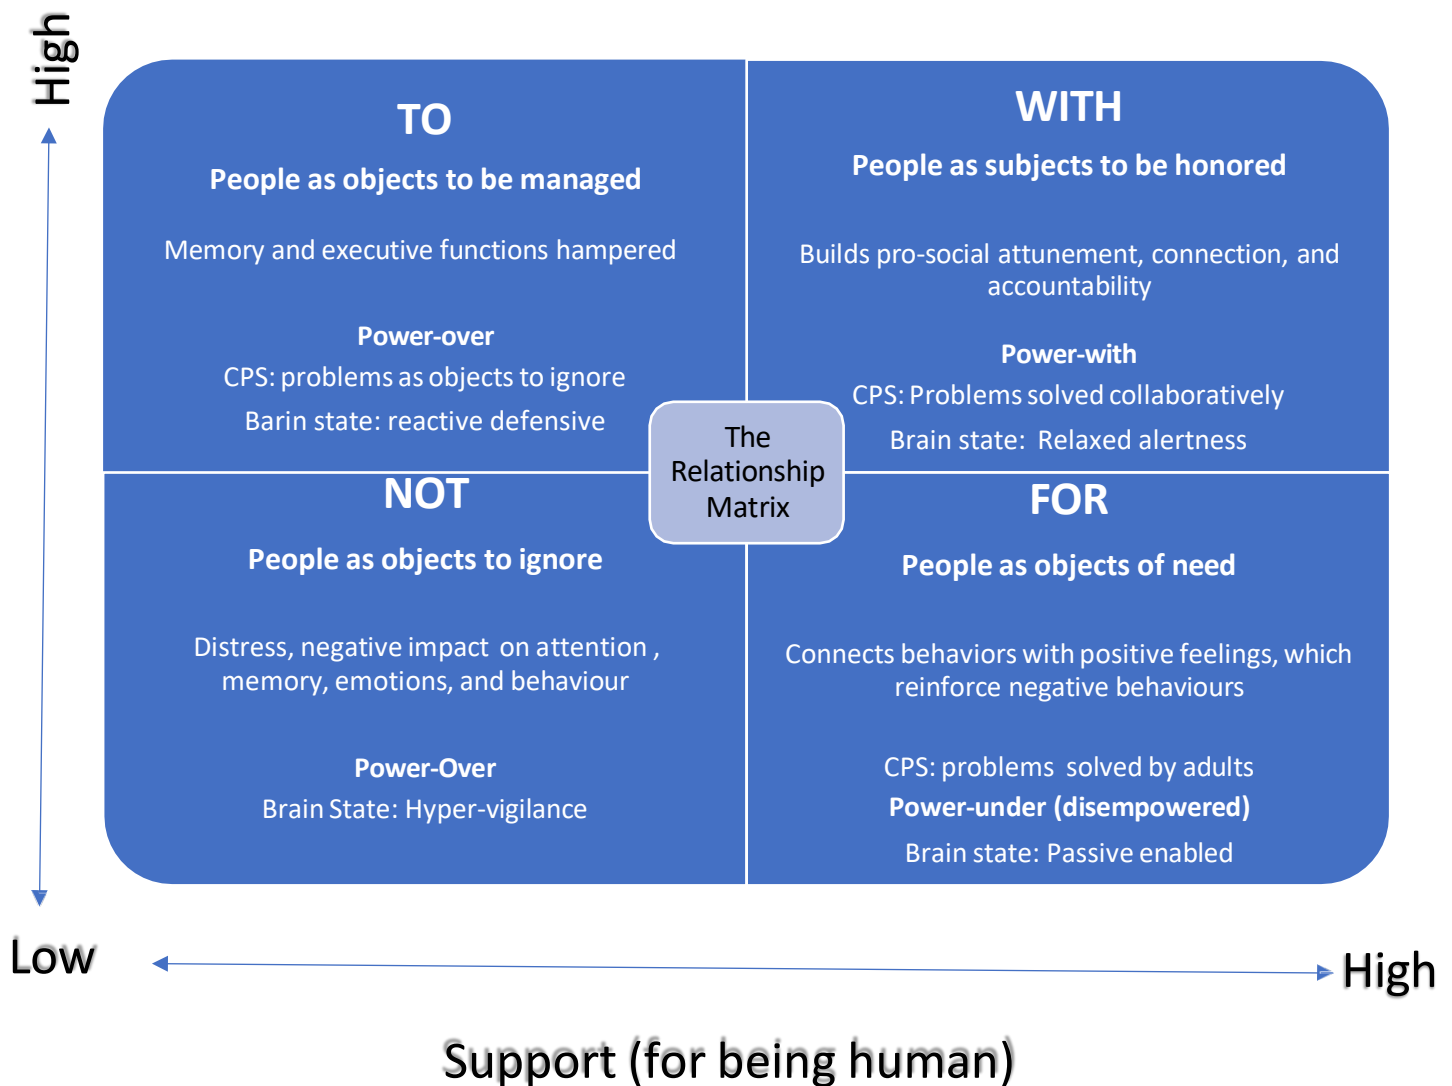 High
TO
People as objects to be managed
Memory and executive functions hampered
Power-over
CPS: problems as objects to ignore
Barin state: reactive defensive
WITH
People as subjects to be honored
Builds pro-social attunement, connection, and
accountability
Power-with
CPS: Problems solved collaboratively
Brain state: Relaxed alertness
The
Relationship
Matrix
NOT
People as objects to ignore
Distress, negative impact on attention ,
memory, emotions, and behaviour
Power-Over
Brain State: Hyper-vigilance
FOR
People as objects of need
Connects behaviors with positive feelings, which
reinforce negative behaviours
CPS: problems solved by adults
Power-under (disempowered)
Brain state: Passive enabled
Low
High
Support (for being human)